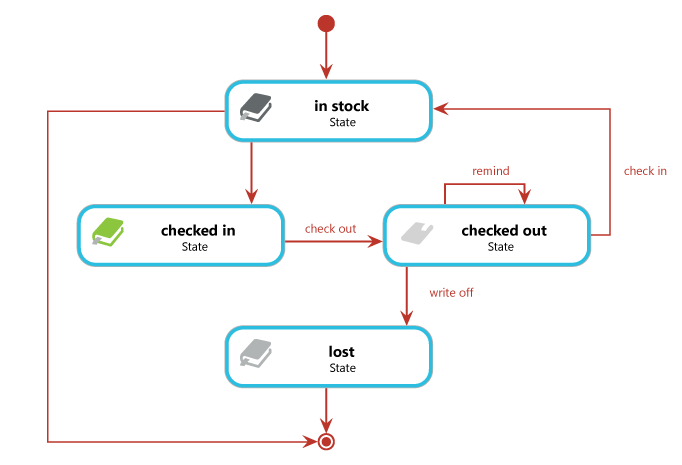 in stock
State
remind
check in
checked in
State
check out
checked out
State
write off
lost
State